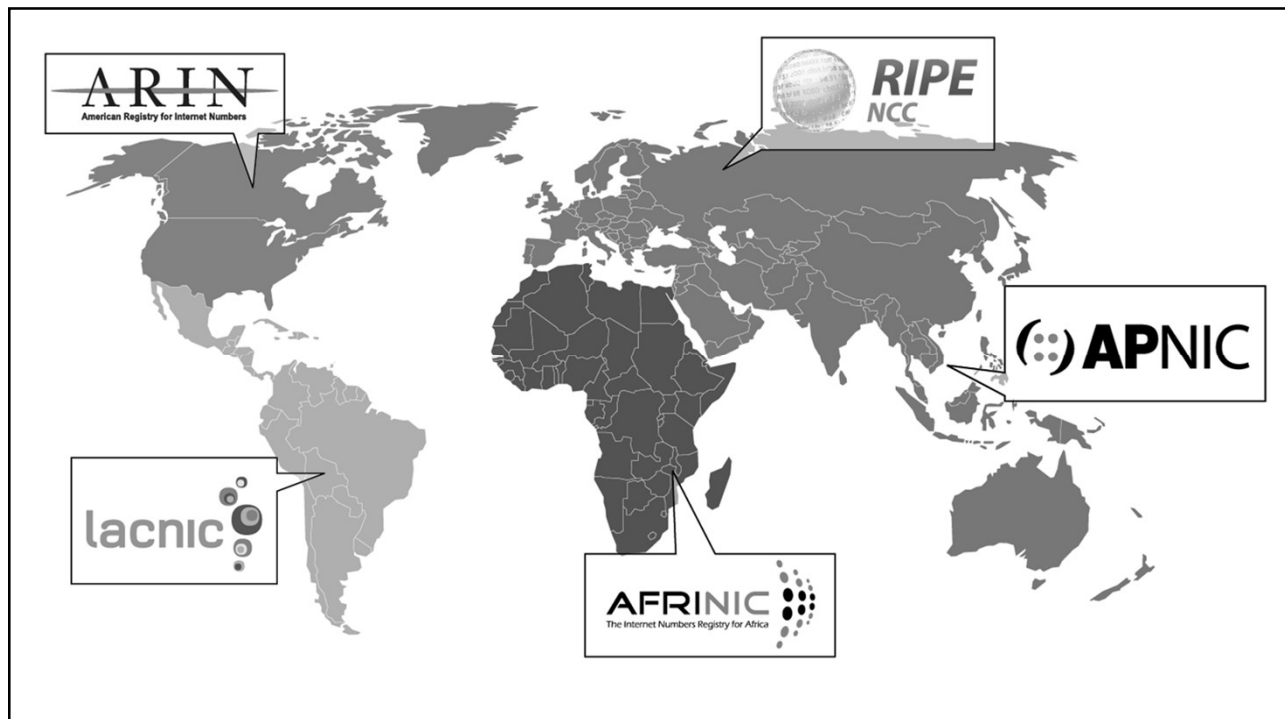 ARIN
American Registry for Internet Numbers
RIPE
NCC
APNIC
lacnic
AFRINIC
The Internet Numbers Registry for Africa